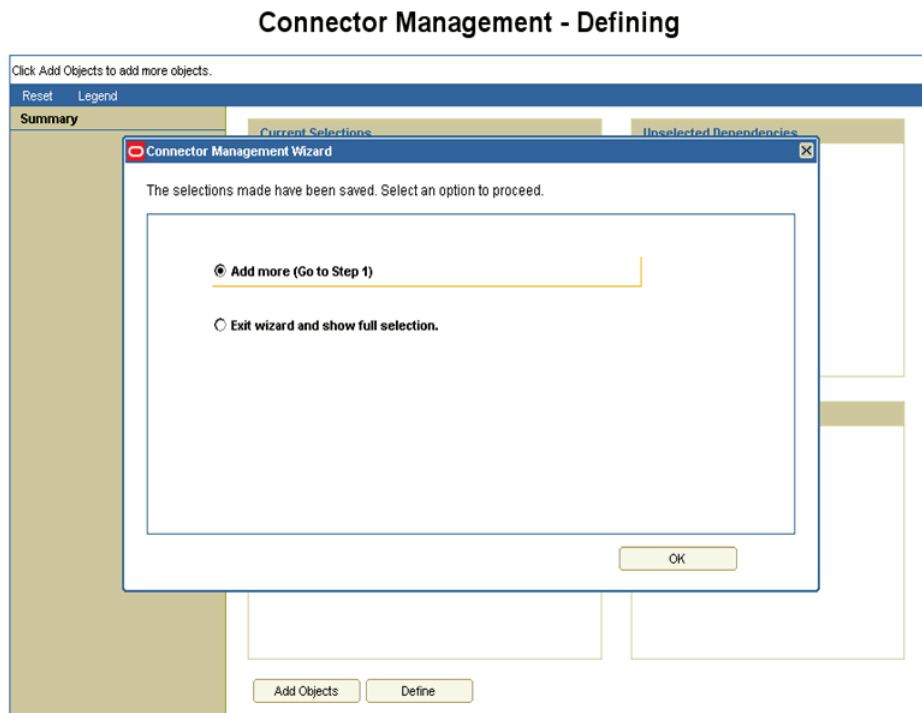 Connector Management - Defining
Click Add Objects to add more objects.
Reset Legend
Summary
Current Selections
Unselected Dependencies
Connector Management Wizard
The selections made have been saved. Select an option to proceed.
Add more (Go to Step 1)
Exit wizard and show full selection.
OK
Add Objects
Define